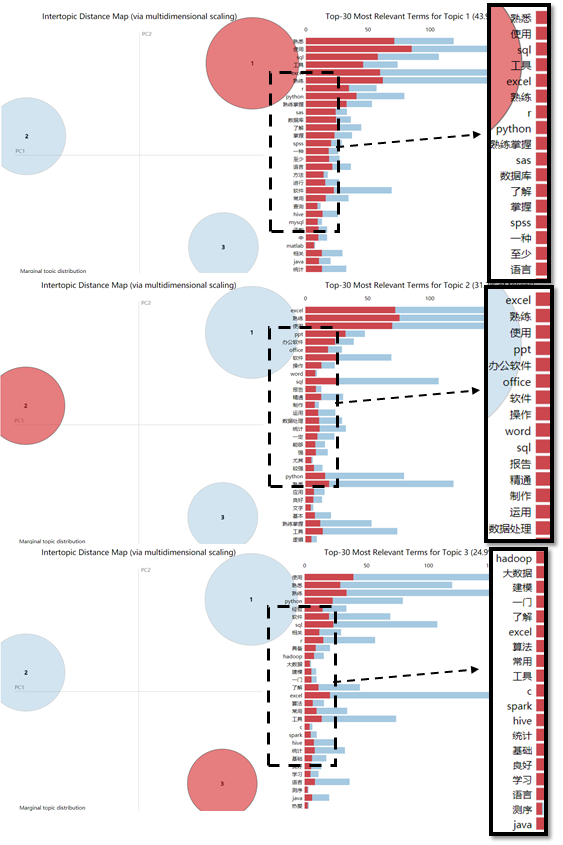 Intertopic Distance Map (via multidimensional scaling)
Top-30 Most Relevant Terms for Topic 1 (43.9
PC2
PC1
1
2
3
Marginal topic distribution
0
50
100
熟悉
使用
sql
工具
excel
熟练
r
python
熟练掌握
sas
数据库
了解
掌握
spss
一种
至少
语言
方法
进行
软件
常用
查询
hive
mysql
matlab
相关
java
统计
熟悉
使用
sql
工具
excel
熟练
r
python
熟练掌握
sas
数据库
了解
掌握
spss
一种
至少
语言
Intertopic Distance Map (via multidimensional scaling)
Top-30 Most Relevant Terms for Topic 2 (31.
PC2
PC1
1
2
3
Marginal topic distribution
0
50
100
excel
熟练
使用
ppt
办公软件
office
软件
操作
word
sql
报告
精通
制作
运用
数据处理
统计
一定
能够
强
尤其
较强
python
熟悉
应用
良好
文字
基本
熟练掌握
工具
逻辑
excel
熟练
使用
ppt
办公软件
office
软件
操作
word
sql
报告
精通
制作
运用
数据处理
Intertopic Distance Map (via multidimensional scaling)
Top-30 Most Relevant Terms for Topic 3 (24.9
PC2
PC1
1
2
3
Marginal topic distribution
0
50
100
使用
熟悉
熟练
python
编程
软件
sql
相关
r
具备
hadoop
大数据
建模
一门
了解
excel
算法
常用
工具
c
spark
hive
统计
基础
良好
学习
语言
测序
java
热爱
hadoop
大数据
建模
一门
了解
excel
算法
常用
工具
c
spark
hive
统计
基础
良好
学习
语言
测序
java